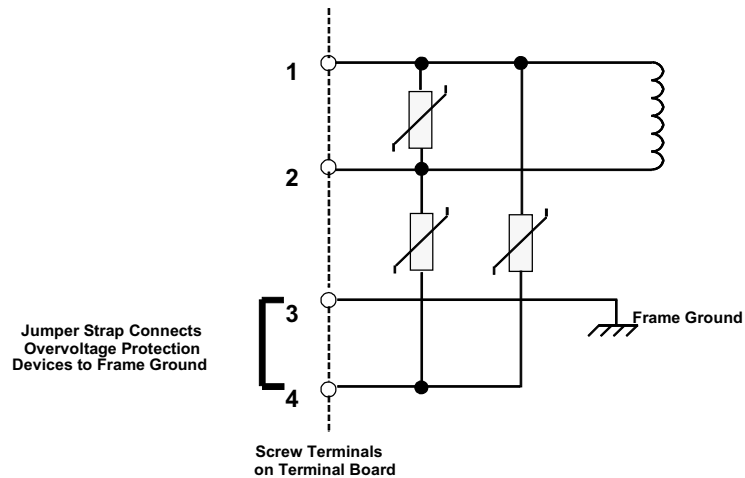 1
2
3
Frame Ground
Jumper Strap Connects
Overvoltage Protection
Devices to Frame Ground
4
Screw Terminals
on Terminal Board